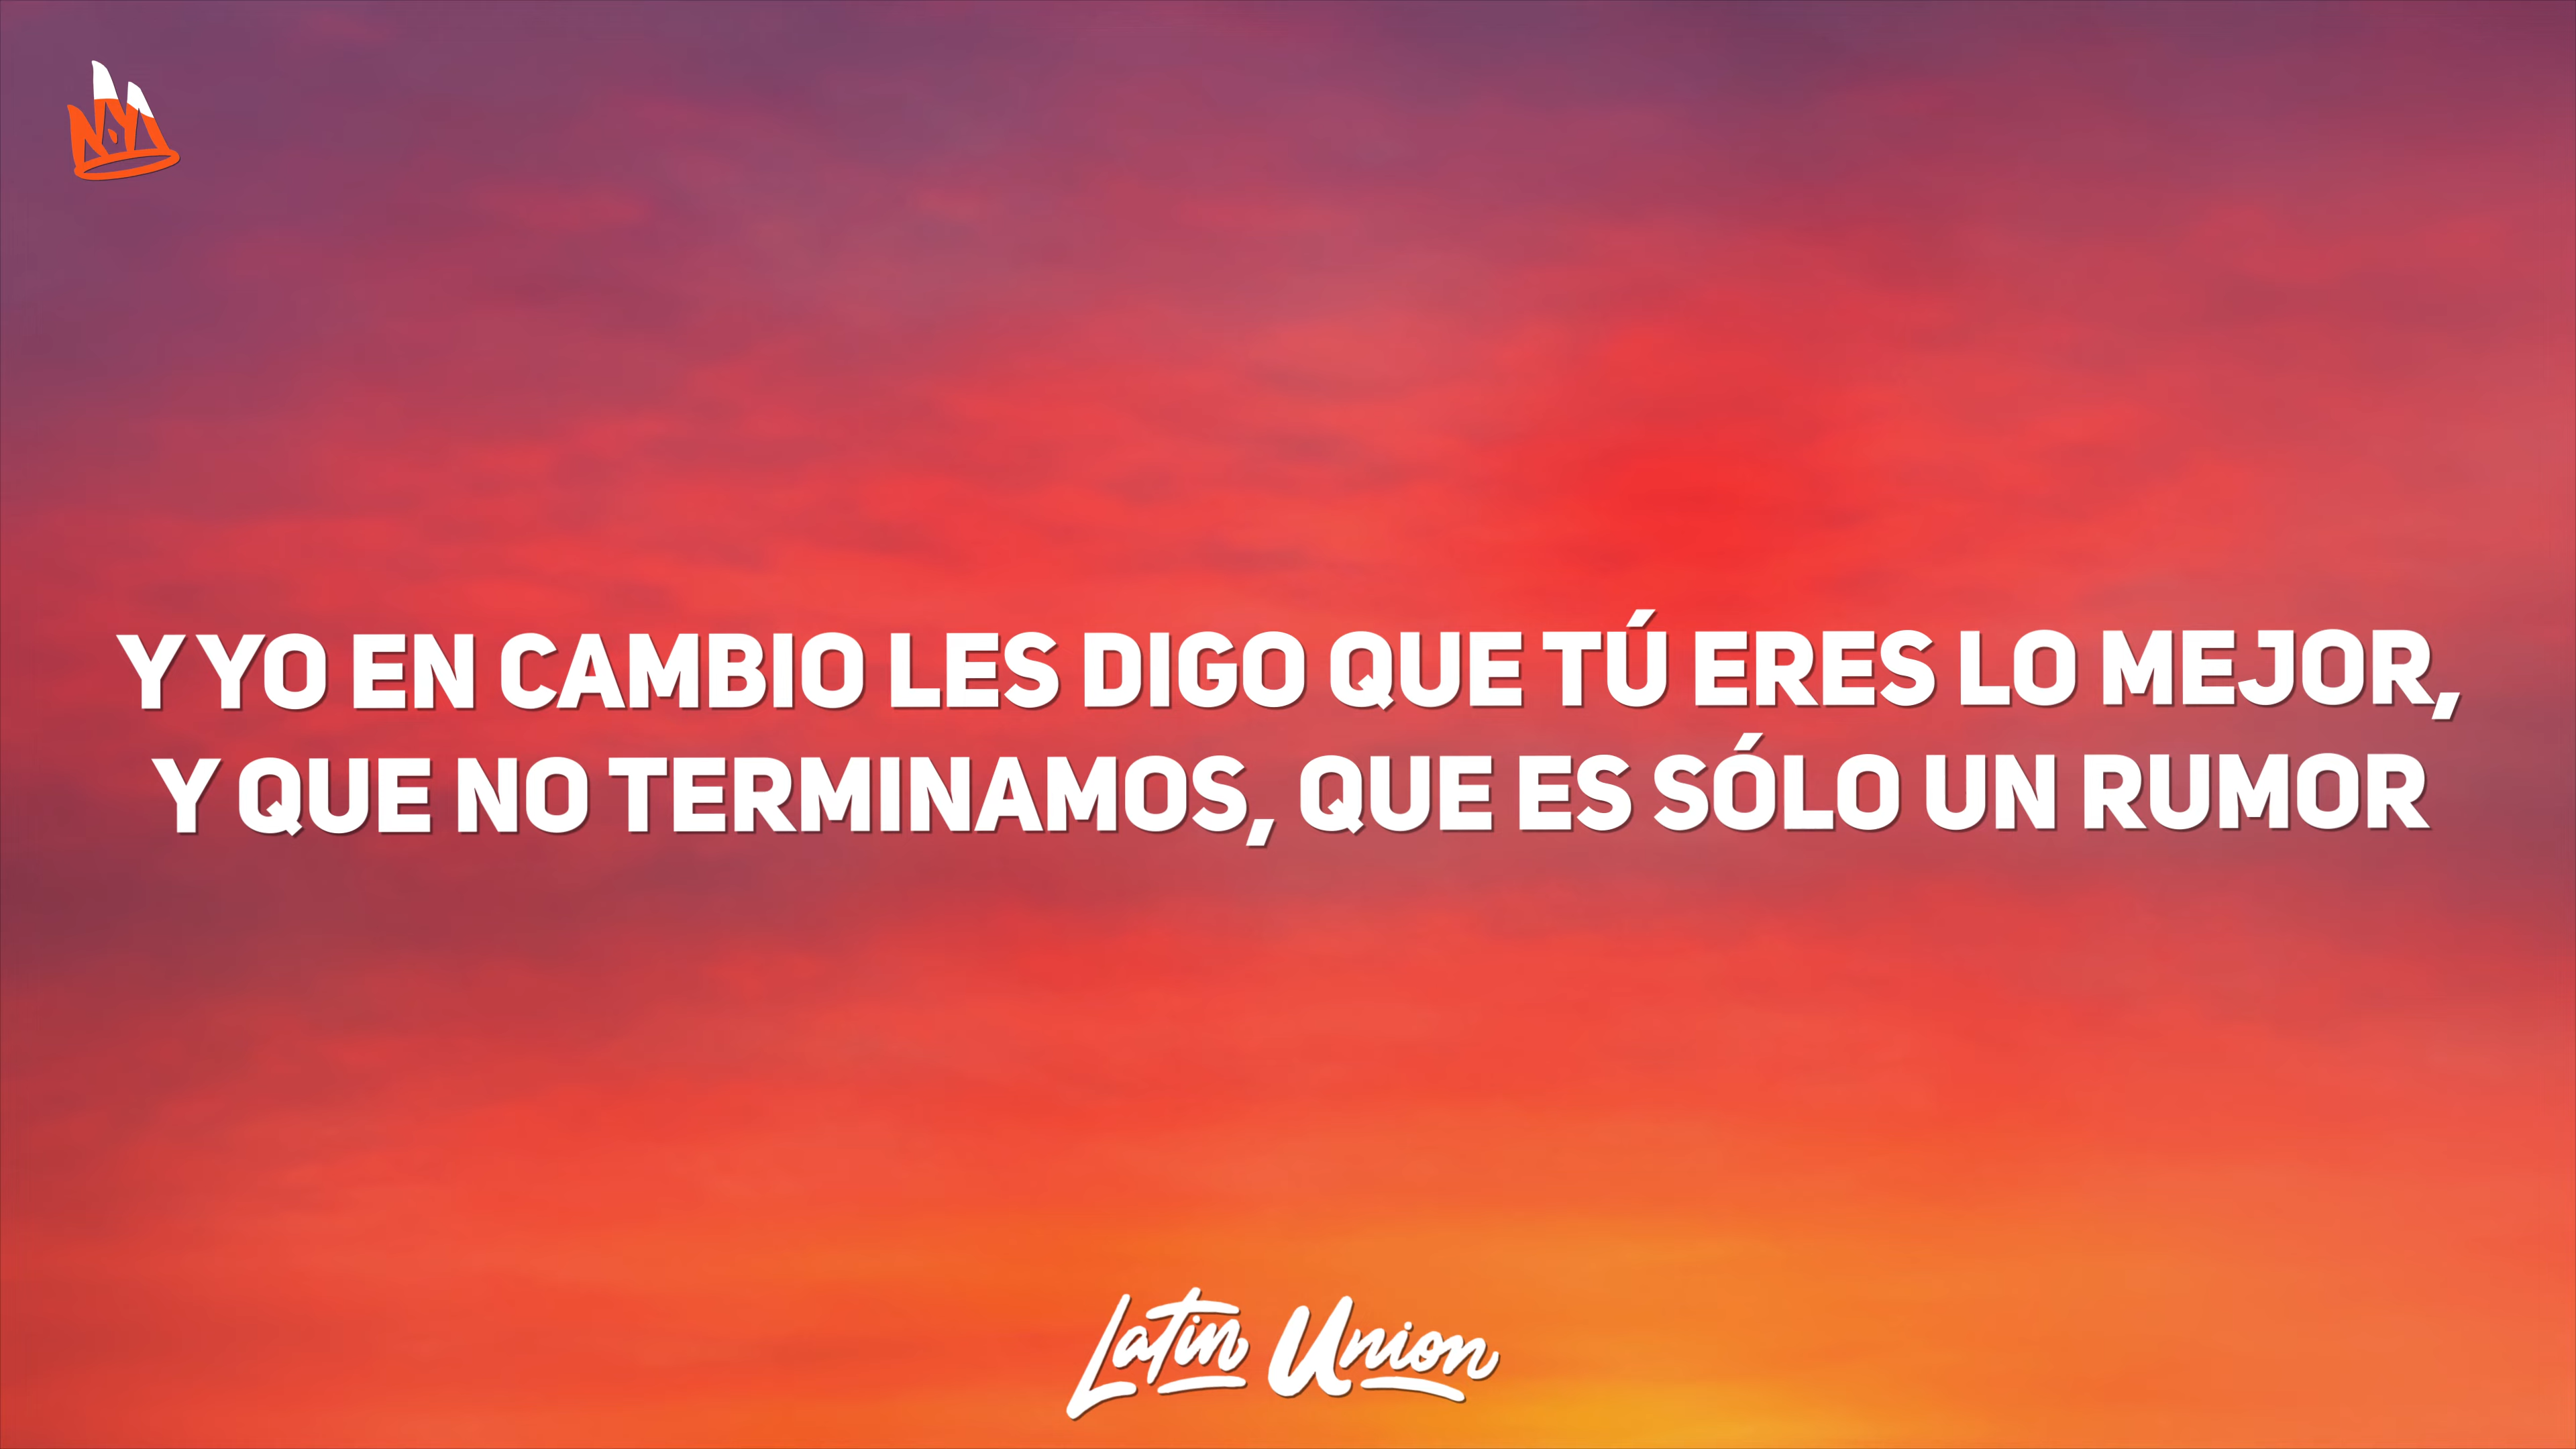 Y YO EN CAMBIO LES DIGO QUE TÚ ERES LO MEJOR,
Y QUE NO TERMINAMOS, QUE ES SÓLO UN RUMOR
Latin Union